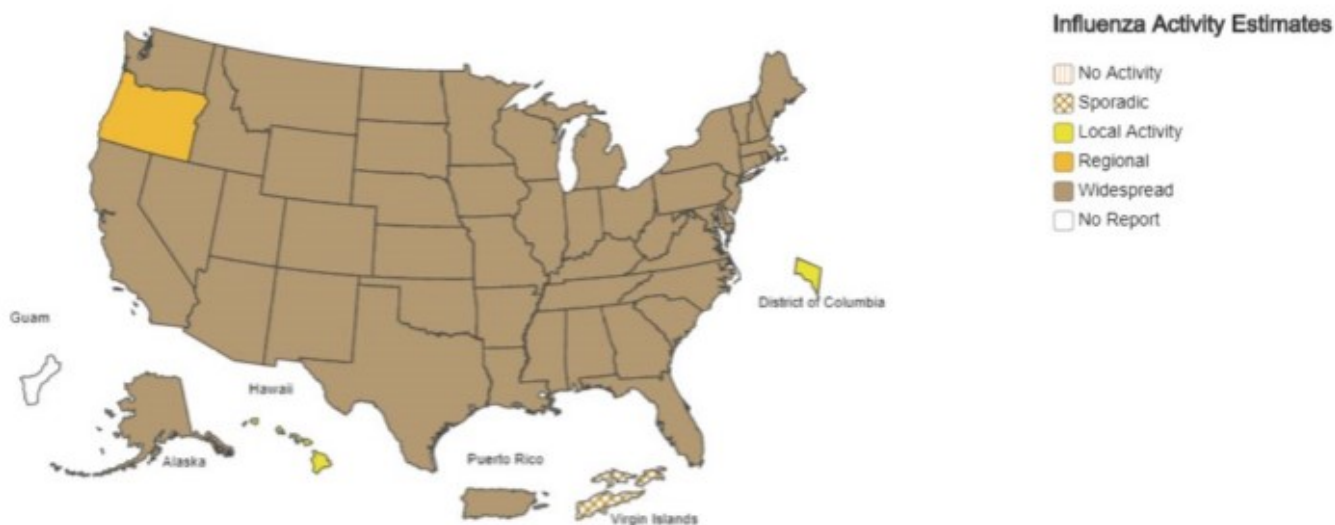 Influenza Activity Estimates
No Activity
Sporadic
Local Activity
Regional
Widespread
No Report
District of Columbia
Guam
Hawaii
Alaska
Puerto Rico
Virgin Islands